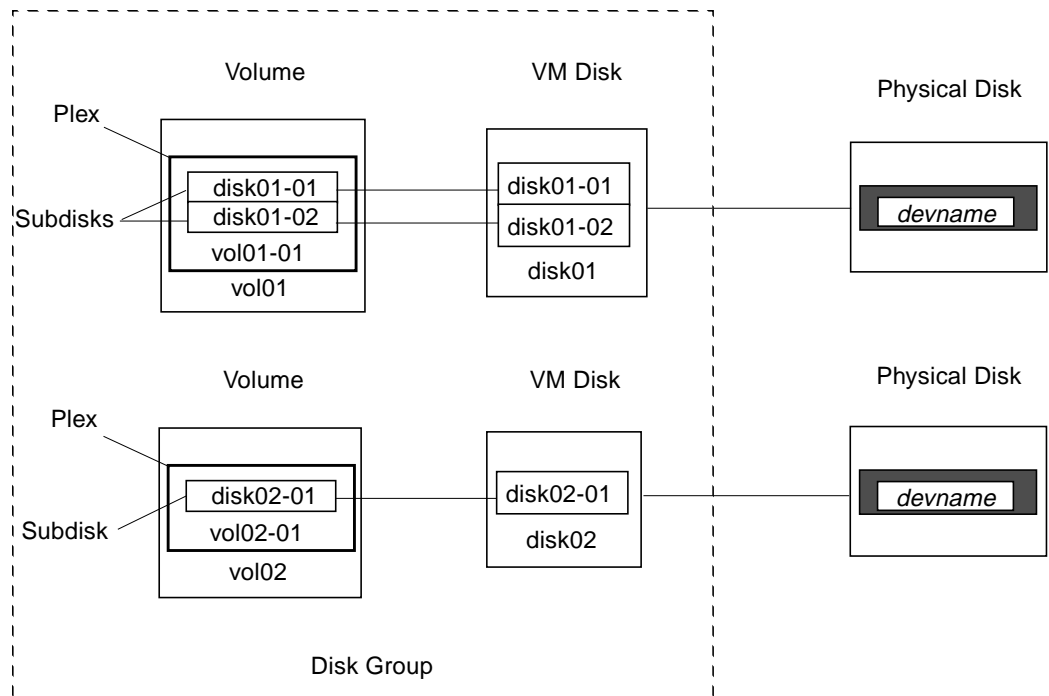 Volume
VM Disk
Physical Disk
Plex
disk01-01
disk01-01
devname
Subdisks
disk01-02
disk01-02
vol01-01
disk01
vol01
Volume
VM Disk
Physical Disk
Plex
disk02-01
disk02-01
devname
Subdisk
vol02-01
disk02
vol02
Disk Group